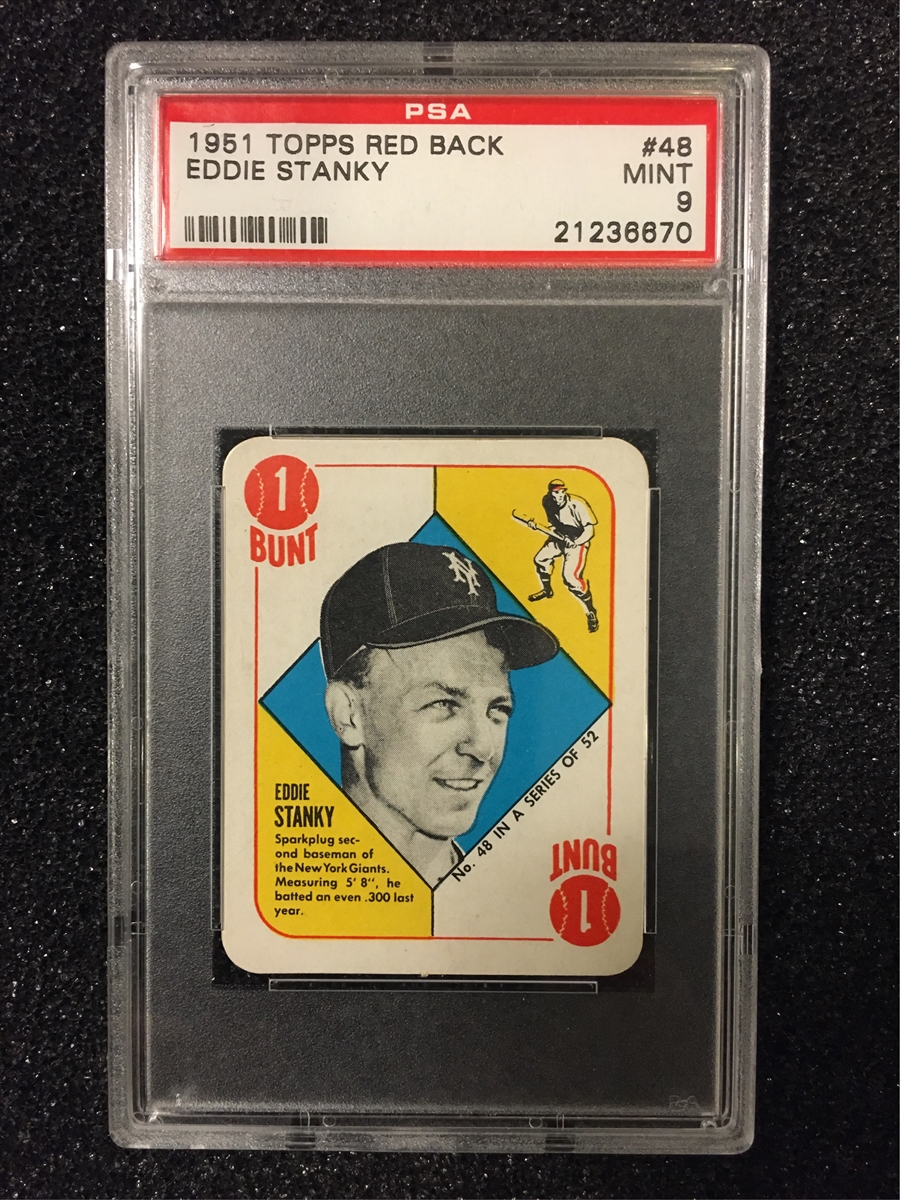 PSA
1951 TOPPS RED BACK #48
EDDIE STANKY MINT
9
21236670
1
BUNT
N
EDDIE
STANKY
Sparkplug sec-
ond baseman of
the New York Giants.
Measuring 5' 8", he
batted an even .300 last
year.
No. 48 IN A SERIES OF 52
BUNT
1
PSA